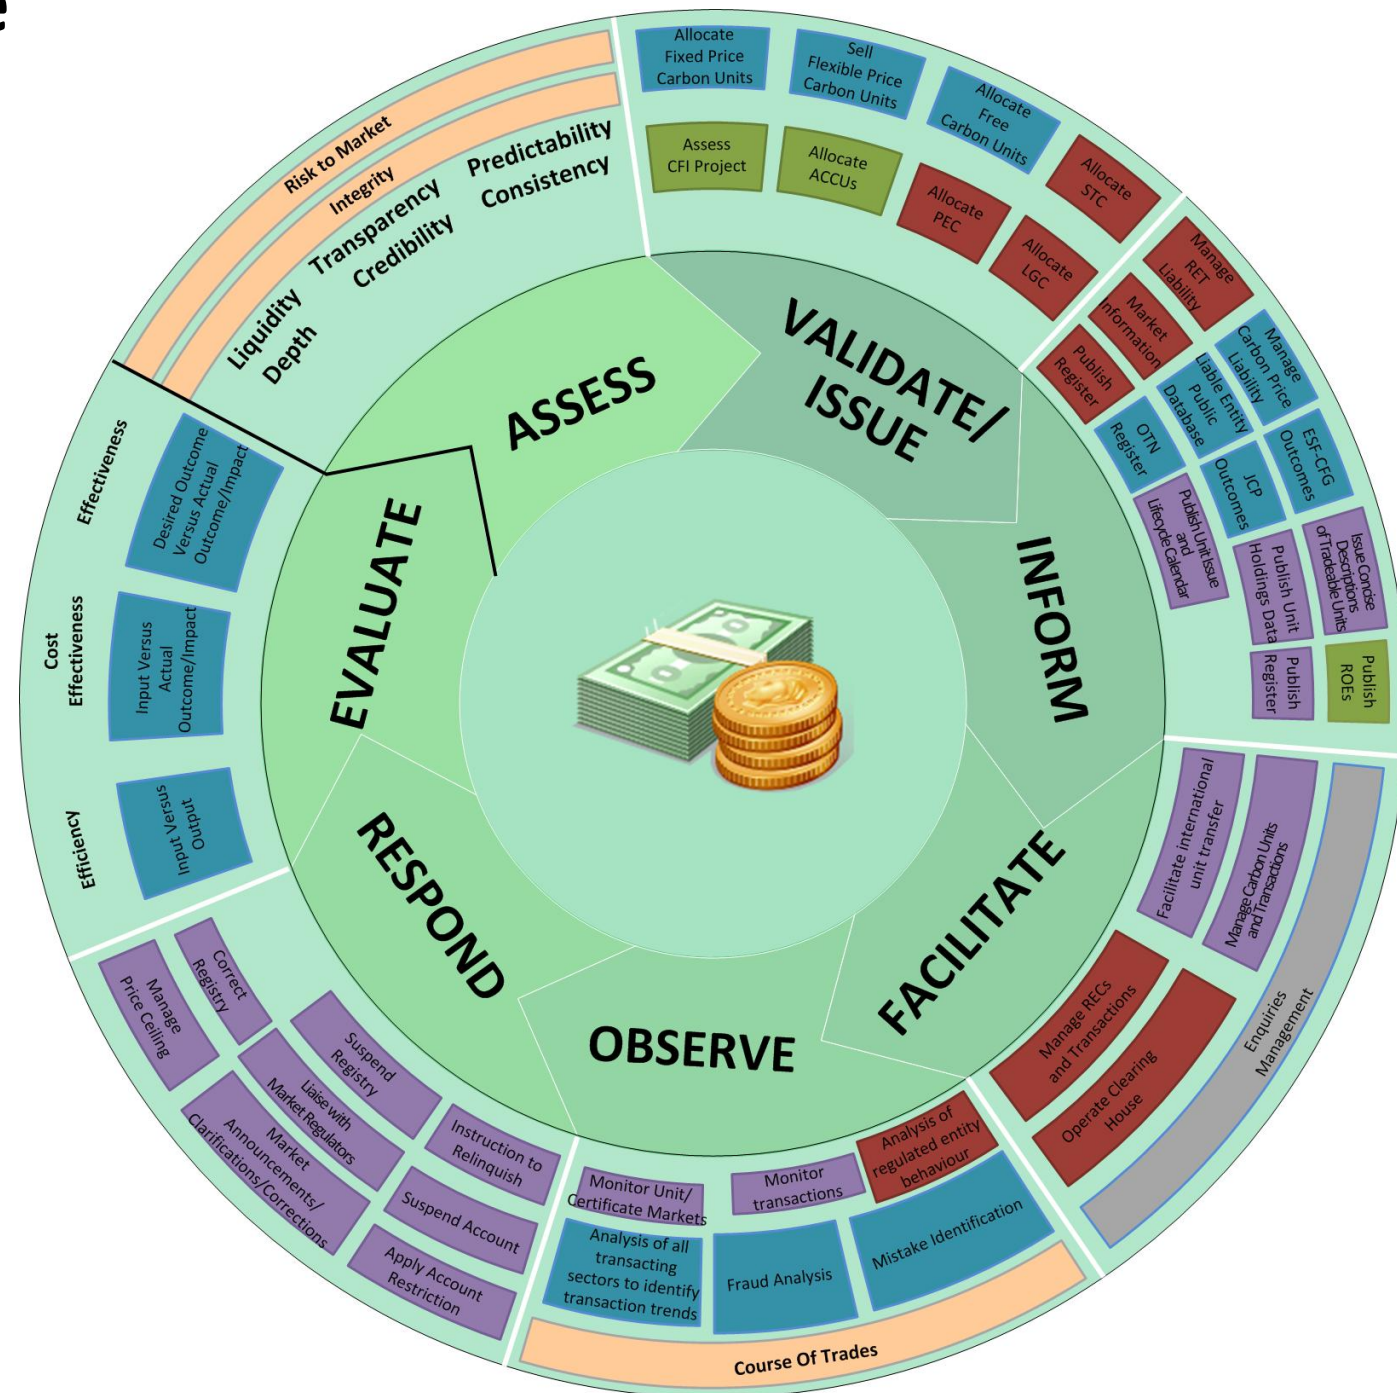 e
Allocate
Fixed Price
Carbon Units
Sell
Flexible Price
Carbon Units
Allocate
Free
Carbon Units
Allocate
STC
Assess
CFI Project
Allocate
ACCUs
Allocate
PEC
Allocate
LGC
Manage
RET
Liability
Market
Information
Publish
Register
Manage
Carbon Price
Liability
Liable Entity
Public
Database
OTN
Register
ESF-CFG
Outcomes
JCP
Outcomes
Publish Unit Issue
and
Lifecycle Calendar
Issue Concise
Descriptions
of Tradeable Units
Publish Unit
Holdings Data
Publish
Register
Publish
ROEs
Facilitate international
unit transfer
Manage Carbon Units
and Transactions
Enquiries
Management
Manage RECs
and Transactions
Operate Clearing
House
Analysis of
regulated entity
behaviour
Monitor
transactions
Monitor Unit/
Certificate Markets
Mistake Identification
Fraud Analysis
Analysis of all
transacting
sectors to identify
transaction trends
Course Of Trades
Instruction to
Relinquish
Suspend Account
Apply Account
Restriction
Suspend
Registry
Liaise with
Market Regulators
Market
Announcements/
Clarifications/Corrections
Correct
Registry
Manage
Price Ceiling
Efficiency
Input Versus
Output
Cost
Effectiveness
Input Versus
Actual
Outcome/Impact
Effectiveness
Desired Outcome
Versus Actual
Outcome/Impact
Risk to Market
Integrity
Predictability
Consistency
Transparency
Credibility
Liquidity
Depth
ASSESS
VALIDATE/
ISSUE
INFORM
FACILITATE
OBSERVE
RESPOND
EVALUATE